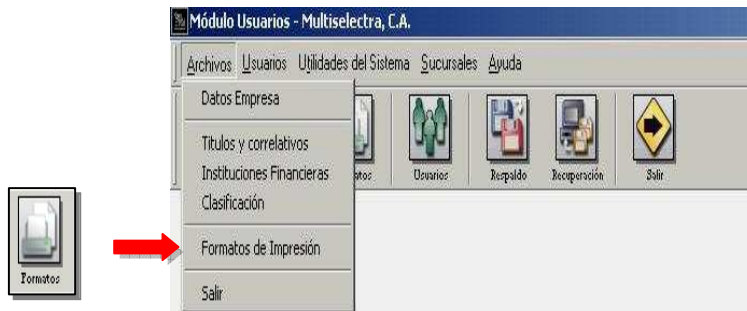 Módulo Usuarios - Multiselectra, C.A.
Archivos Usuarios Utilidades del Sistema Sucursales Ayuda
Datos Empresa
Titulos y correlativos
Instituciones Financieras
Clasificación
Formatos de Impresión
Salir
atos Usuarios Respaldo Recuperación Salir
Formatos